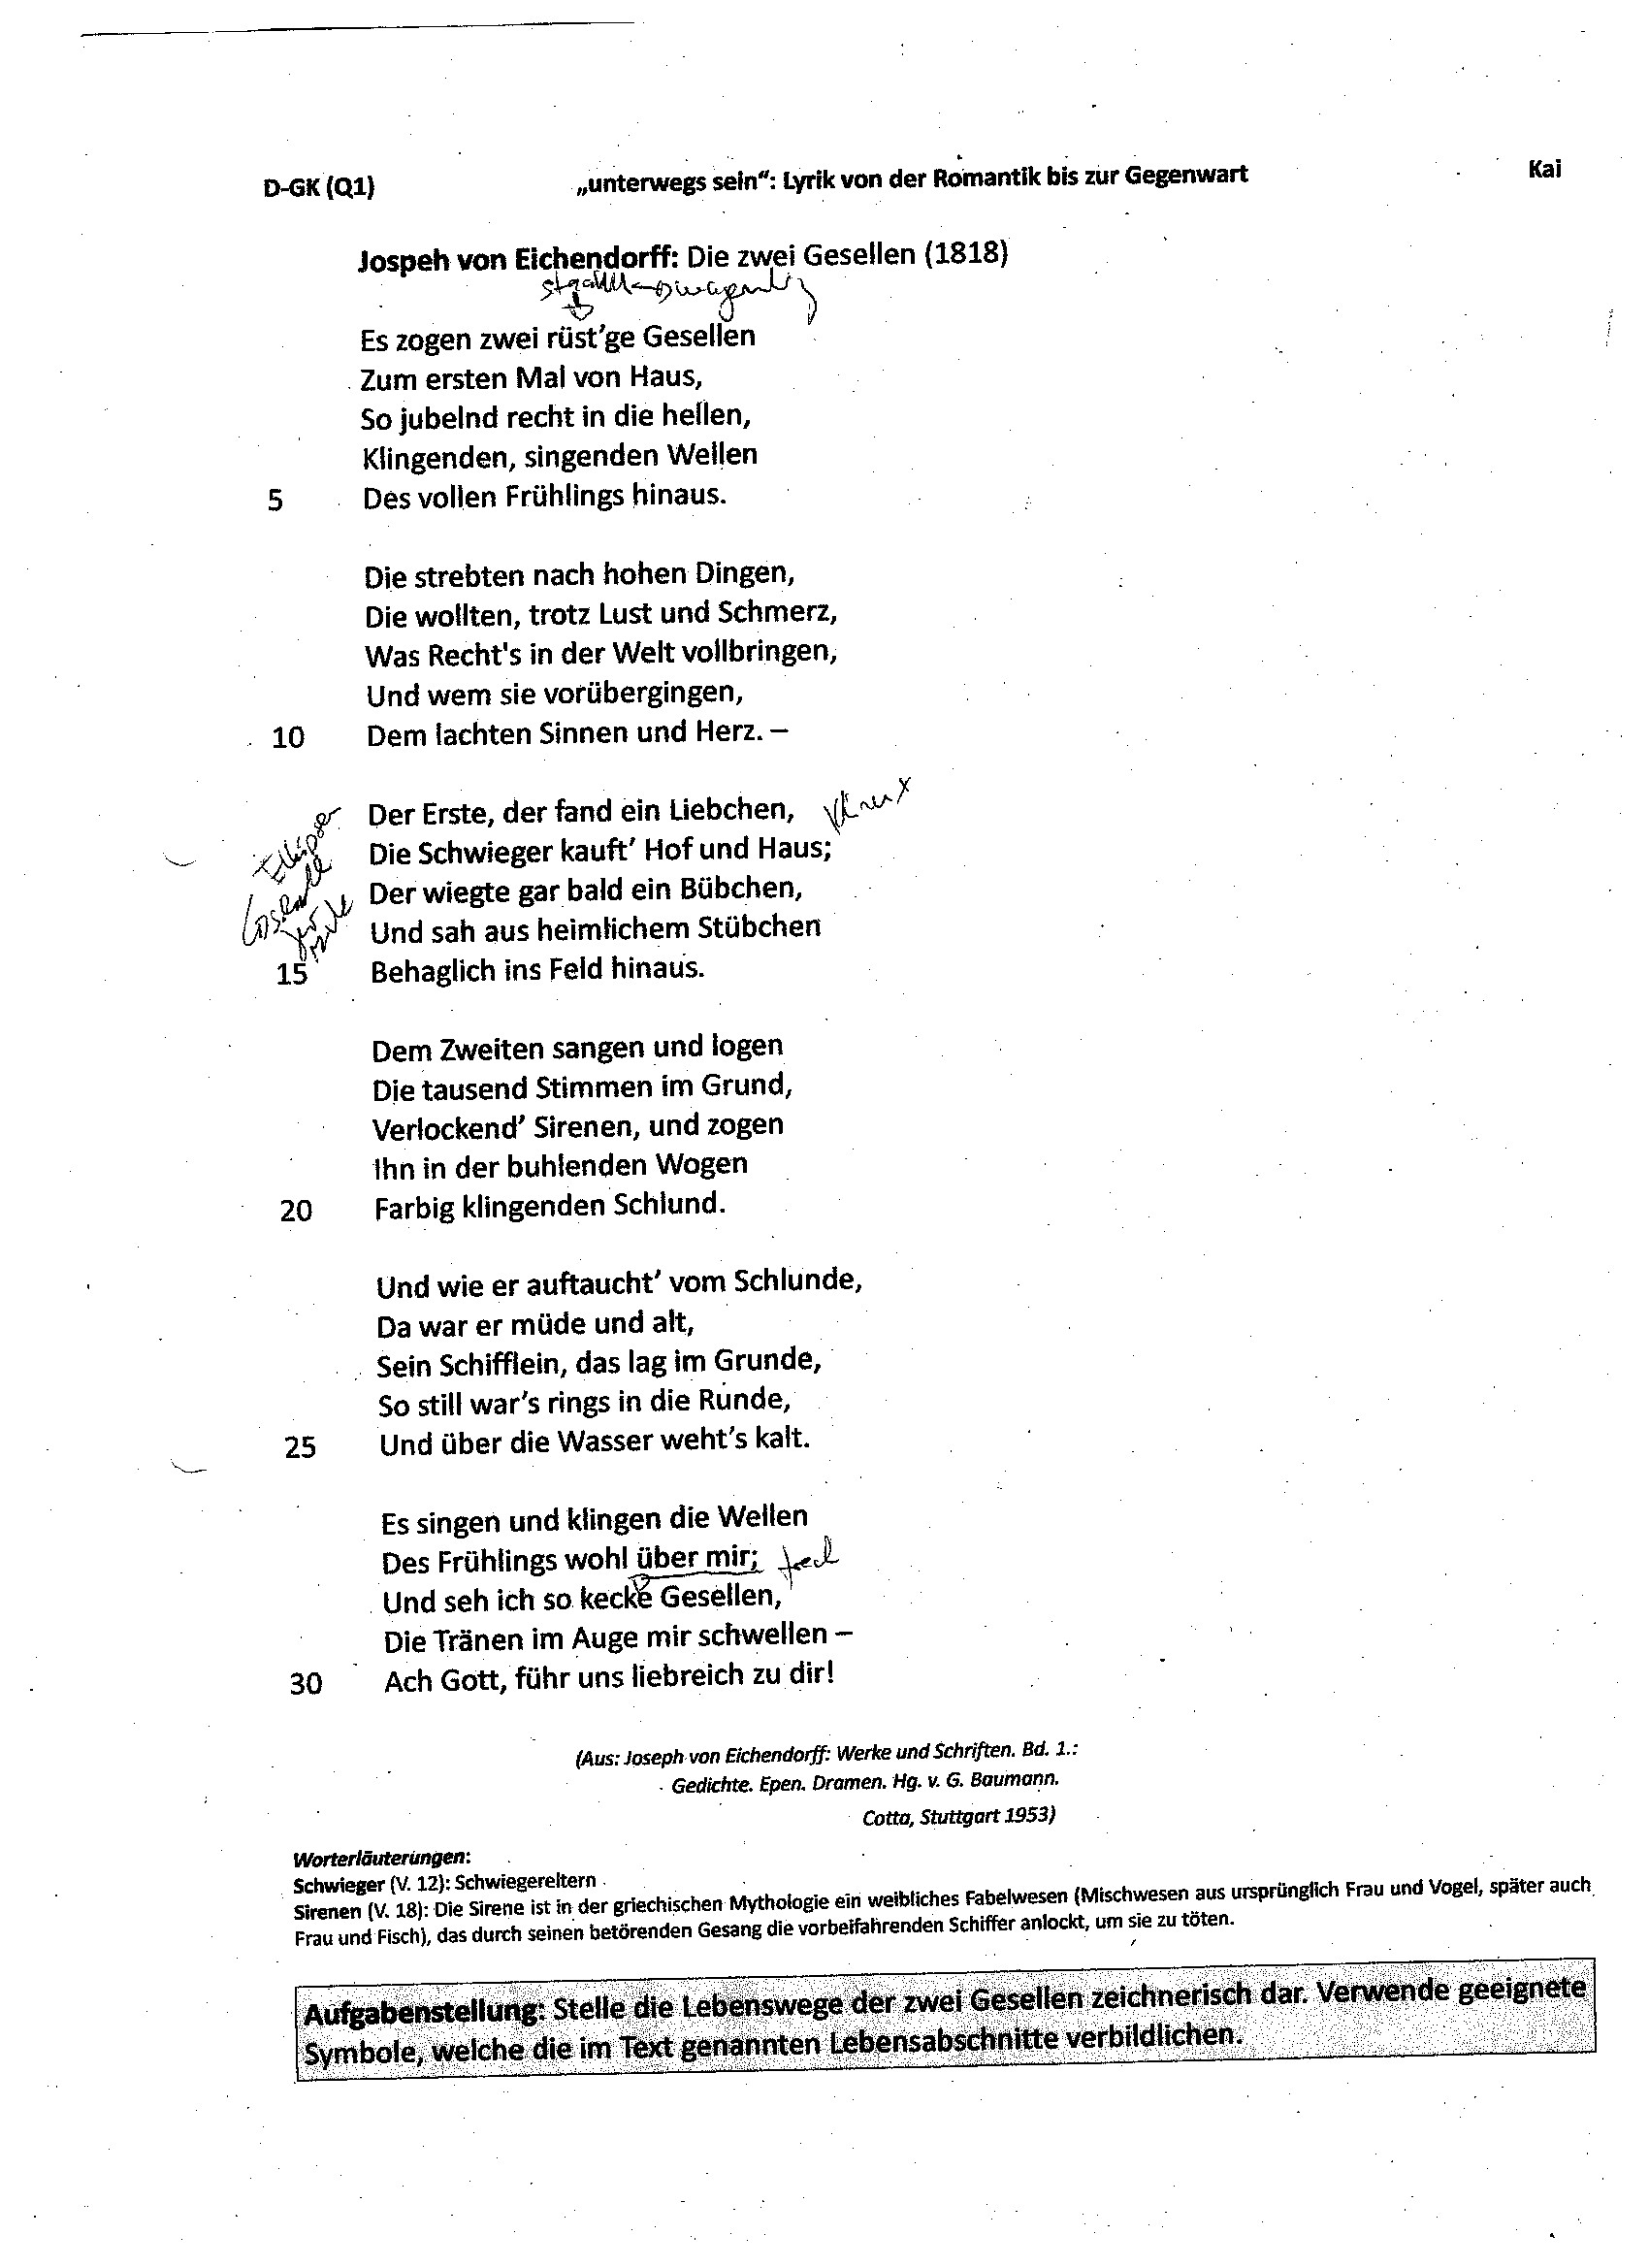 D-GK (Q1) „unterwegs sein“: Lyrik von der Romantik bis zur Gegenwart Kai
Jospeh von Eichendorff: Die zwei Gesellen (1818)
Es zogen zwei rüst’ge Gesellen
Zum ersten Mal von Haus,
So jubelnd recht in die hellen,
Klingenden, singenden Wellen
5 Des vollen Frühlings hinaus.
Die strebten nach hohen Dingen,
Die wollten, trotz Lust und Schmerz,
Was Recht's in der Welt vollbringen,
Und wem sie vorübergingen,
10 Dem lachten Sinnen und Herz. –
Der Erste, der fand ein Liebchen,
Die Schwieger kauft’ Hof und Haus;
Der wiegte gar bald ein Bübchen,
Und sah aus heimlichem Stübchen
15 Behaglich ins Feld hinaus.
Ellipsen
Dem Zweiten sangen und logen
Die tausend Stimmen im Grund,
Verlockend’ Sirenen, und zogen
Ihn in der buhlenden Wogen
20 Farbig klingenden Schlund.
Und wie er auftaucht’ vom Schlunde,
Da war er müde und alt,
Sein Schifflein, das lag im Grunde,
So still war’s rings in die Runde,
25 Und über die Wasser weht’s kalt.
Es singen und klingen die Wellen
Des Frühlings wohl über mir;
Und seh ich so kecke Gesellen,
Die Tränen im Auge mir schwellen –
30 Ach Gott, führ uns liebreich zu dir!
(Aus: Joseph von Eichendorff: Werke und Schriften. Bd. 1.:
Gedichte. Epen. Dramen. Hg. v. G. Baumann.
Cotta, Stuttgart 1953)
Worterläuterungen:
Schwieger (V. 12): Schwiegereltern
Sirenen (V. 18): Die Sirene ist in der griechischen Mythologie ein weibliches Fabelwesen (Mischwesen aus ursprünglich Frau und Vogel, später auch
Frau und Fisch), das durch seinen betörenden Gesang die vorbeifahrenden Schiffer anlockt, um sie zu töten.
Aufgabenstellung: Stelle die Lebenswege der zwei Gesellen zeichnerisch dar. Verwende geeignete
Symbole, welche die im Text genannten Lebensabschnitte verbildlichen.